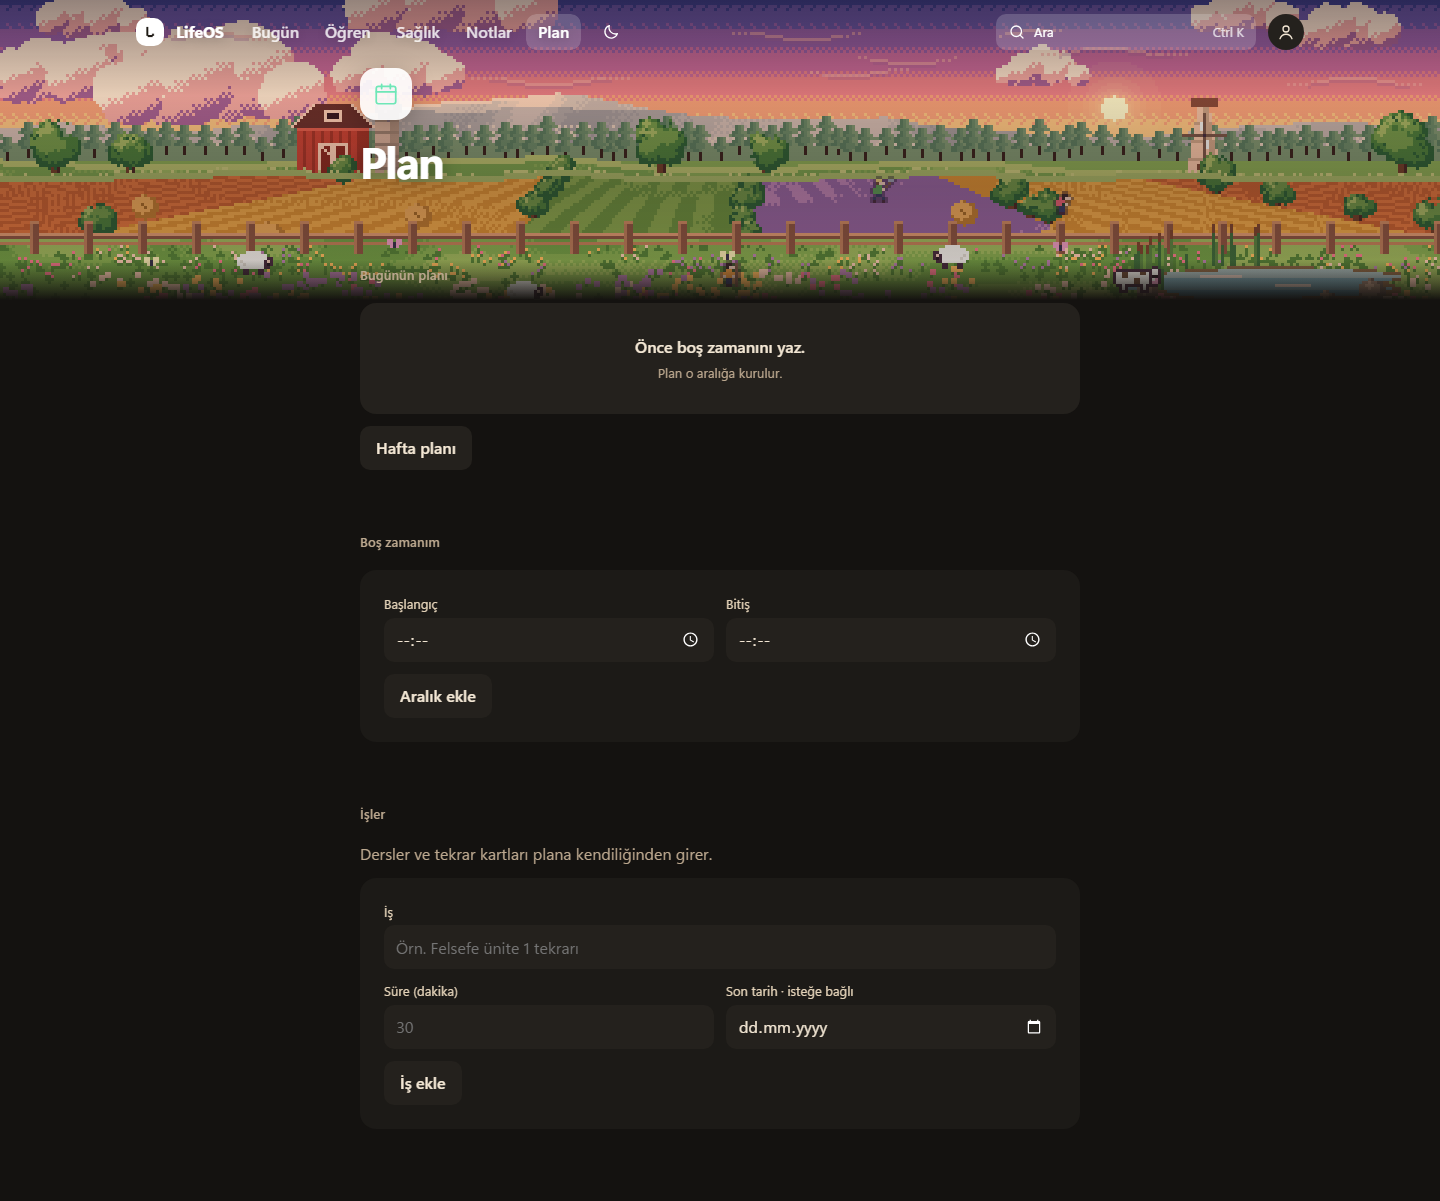 LifeOS Bugün Öğren Sağlık Notlar Plan Ara Ctrl K
Plan
Bugünün planı
Önce boş zamanını yaz.
Plan o aralığa kurulur.
Hafta planı
Boş zamanım
Başlangıç Bitiş
--:-- --:--
Aralık ekle
İşler
Dersler ve tekrar kartları plana kendiliğinden girer.
İş
Örn. Felsefe ünite 1 tekrarı
Süre (dakika) Son tarih · isteğe bağlı
30 dd.mm.yyyy
İş ekle